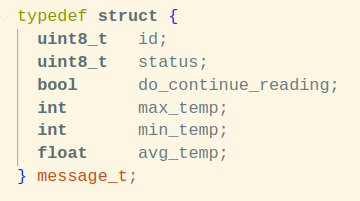 typedef struct {
uint8_t id;
uint8_t status;
bool do_continue_reading;
int max_temp;
int min_temp;
float avg_temp;
} message_t;